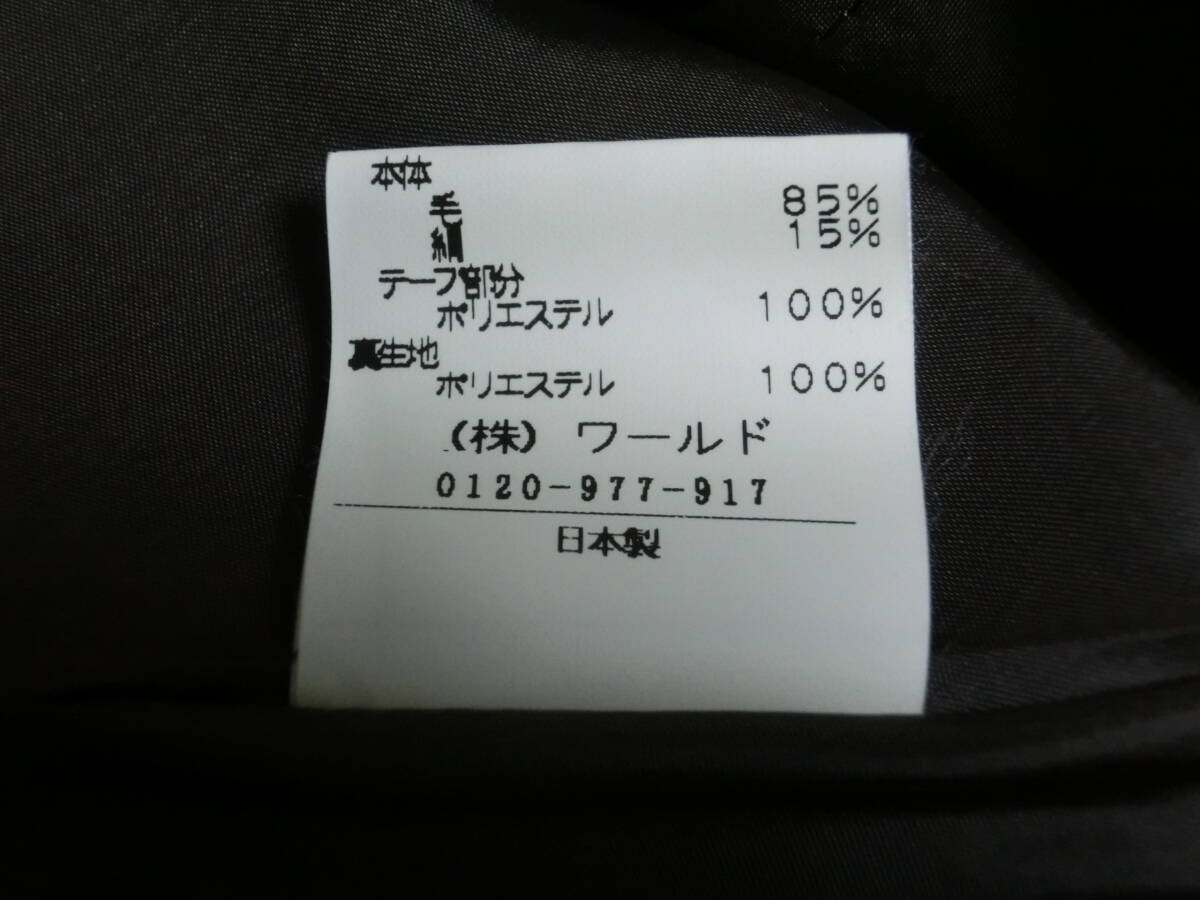 本体
毛 85%
絹 15%
テープ部分
ポリエステル 100%
裏生地
ポリエステル 100%
(株) ワールド
0120-977-917
日本製